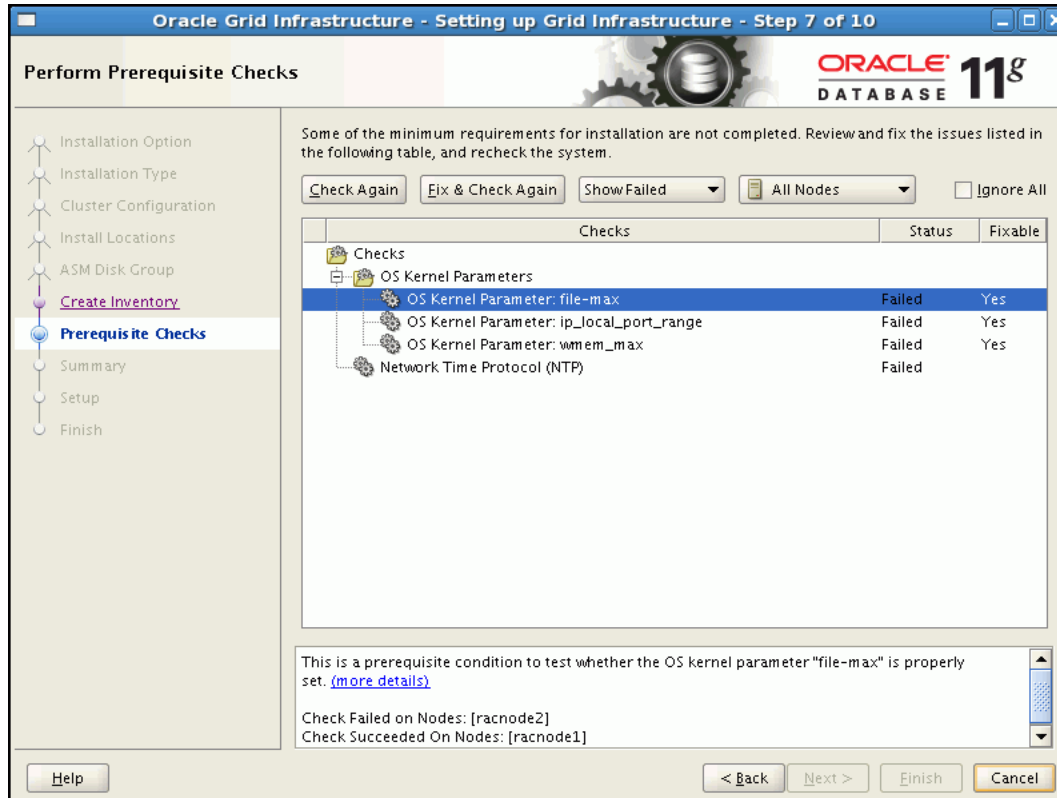 Oracle Grid Infrastructure - Setting up Grid Infrastructure - Step 7 of 10
Perform Prerequisite Checks
ORACLE
DATABASE
11g
Installation Option
Installation Type
Cluster Configuration
Install Locations
ASM Disk Group
Create Inventory
Prerequisite Checks
Summary
Setup
Finish
Some of the minimum requirements for installation are not completed. Review and fix the issues listed in
the following table, and recheck the system.
Check Again Fix & Check Again Show Failed All Nodes Ignore All
Checks Status Fixable
Checks
OS Kernel Parameters
OS Kernel Parameter: file-max Failed Yes
OS Kernel Parameter: ip_local_port_range Failed Yes
OS Kernel Parameter: wmem_max Failed Yes
Network Time Protocol (NTP) Failed
This is a prerequisite condition to test whether the OS kernel parameter "file-max" is properly
set. (more details)
Check Failed on Nodes: [racnode2]
Check Succeeded On Nodes: [racnode1]
Help < Back Next > Finish Cancel